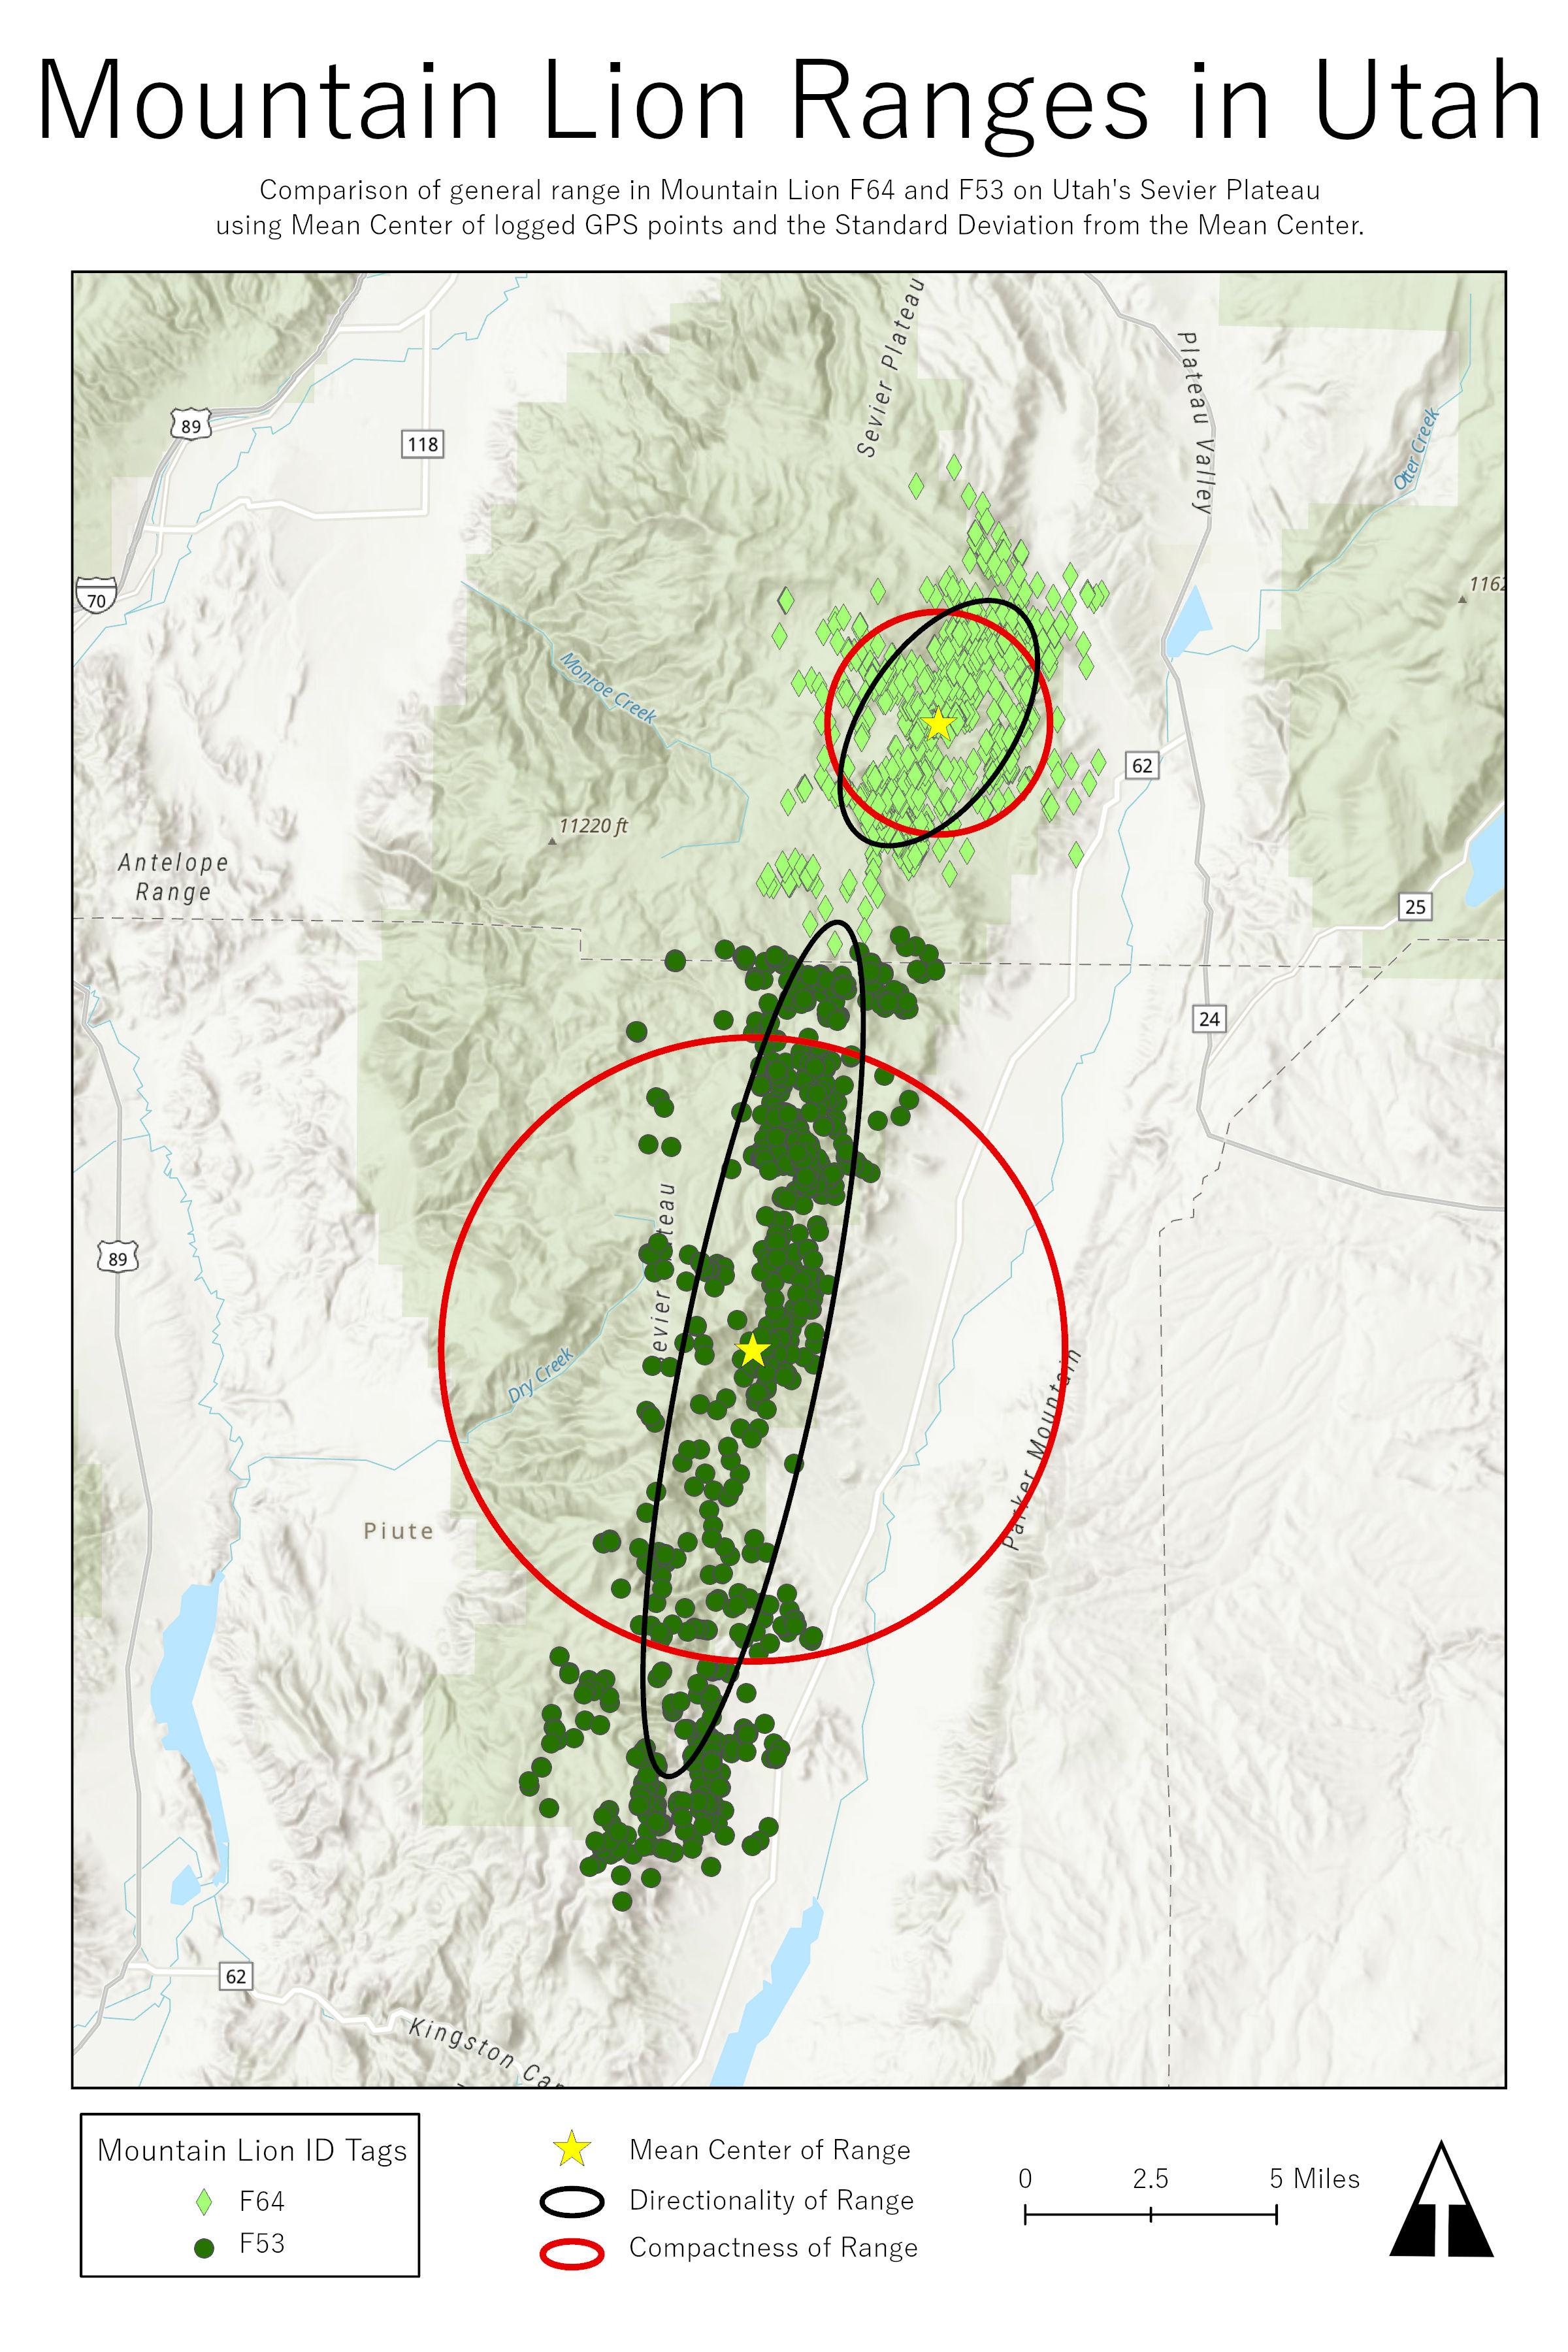 Mountain Lion Ranges in Utah
Comparison of general range in Mountain Lion F64 and F53 on Utah's Sevier Plateau
using Mean Center of logged GPS points and the Standard Deviation from the Mean Center.
Sevier Plateau
Plateau Valley
Otter Creek
89
118
70
1162
Monroe Creek
62
11220 ft
Antelope
Range
25
24
89
evier
teau
Dry Creek
Parker Mountain
Piute
62
Kingston Can
Mountain Lion ID Tags
F64
F53
Mean Center of Range
Directionality of Range
Compactness of Range
0 2.5 5 Miles